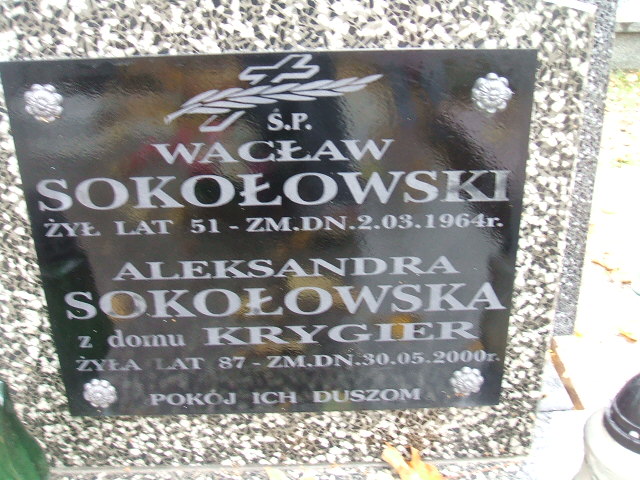 Ś.P.
WACŁAW
SOKOŁOWSKI
ŻYŁ LAT 51 - ZM.DN.2.03.1964r.
ALEKSANDRA
SOKOŁOWSKA
z domu KRYGIER
ŻYŁA LAT 87 - ZM.DN.30.05.2000r.
POKÓJ ICH DUSZOM